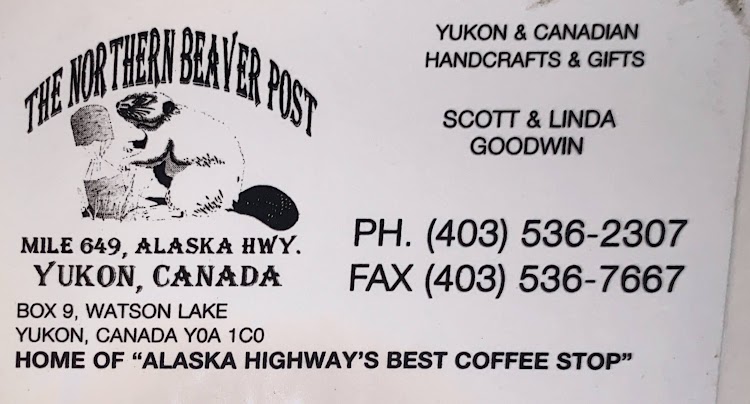 THE NORTHERN BEAVER POST
MILE 649, ALASKA HWY.
YUKON, CANADA
BOX 9, WATSON LAKE
YUKON, CANADA Y0A 1C0
HOME OF “ALASKA HIGHWAY’S BEST COFFEE STOP”
YUKON & CANADIAN
HANDCRAFTS & GIFTS
SCOTT & LINDA
GOODWIN
PH. (403) 536-2307
FAX (403) 536-7667